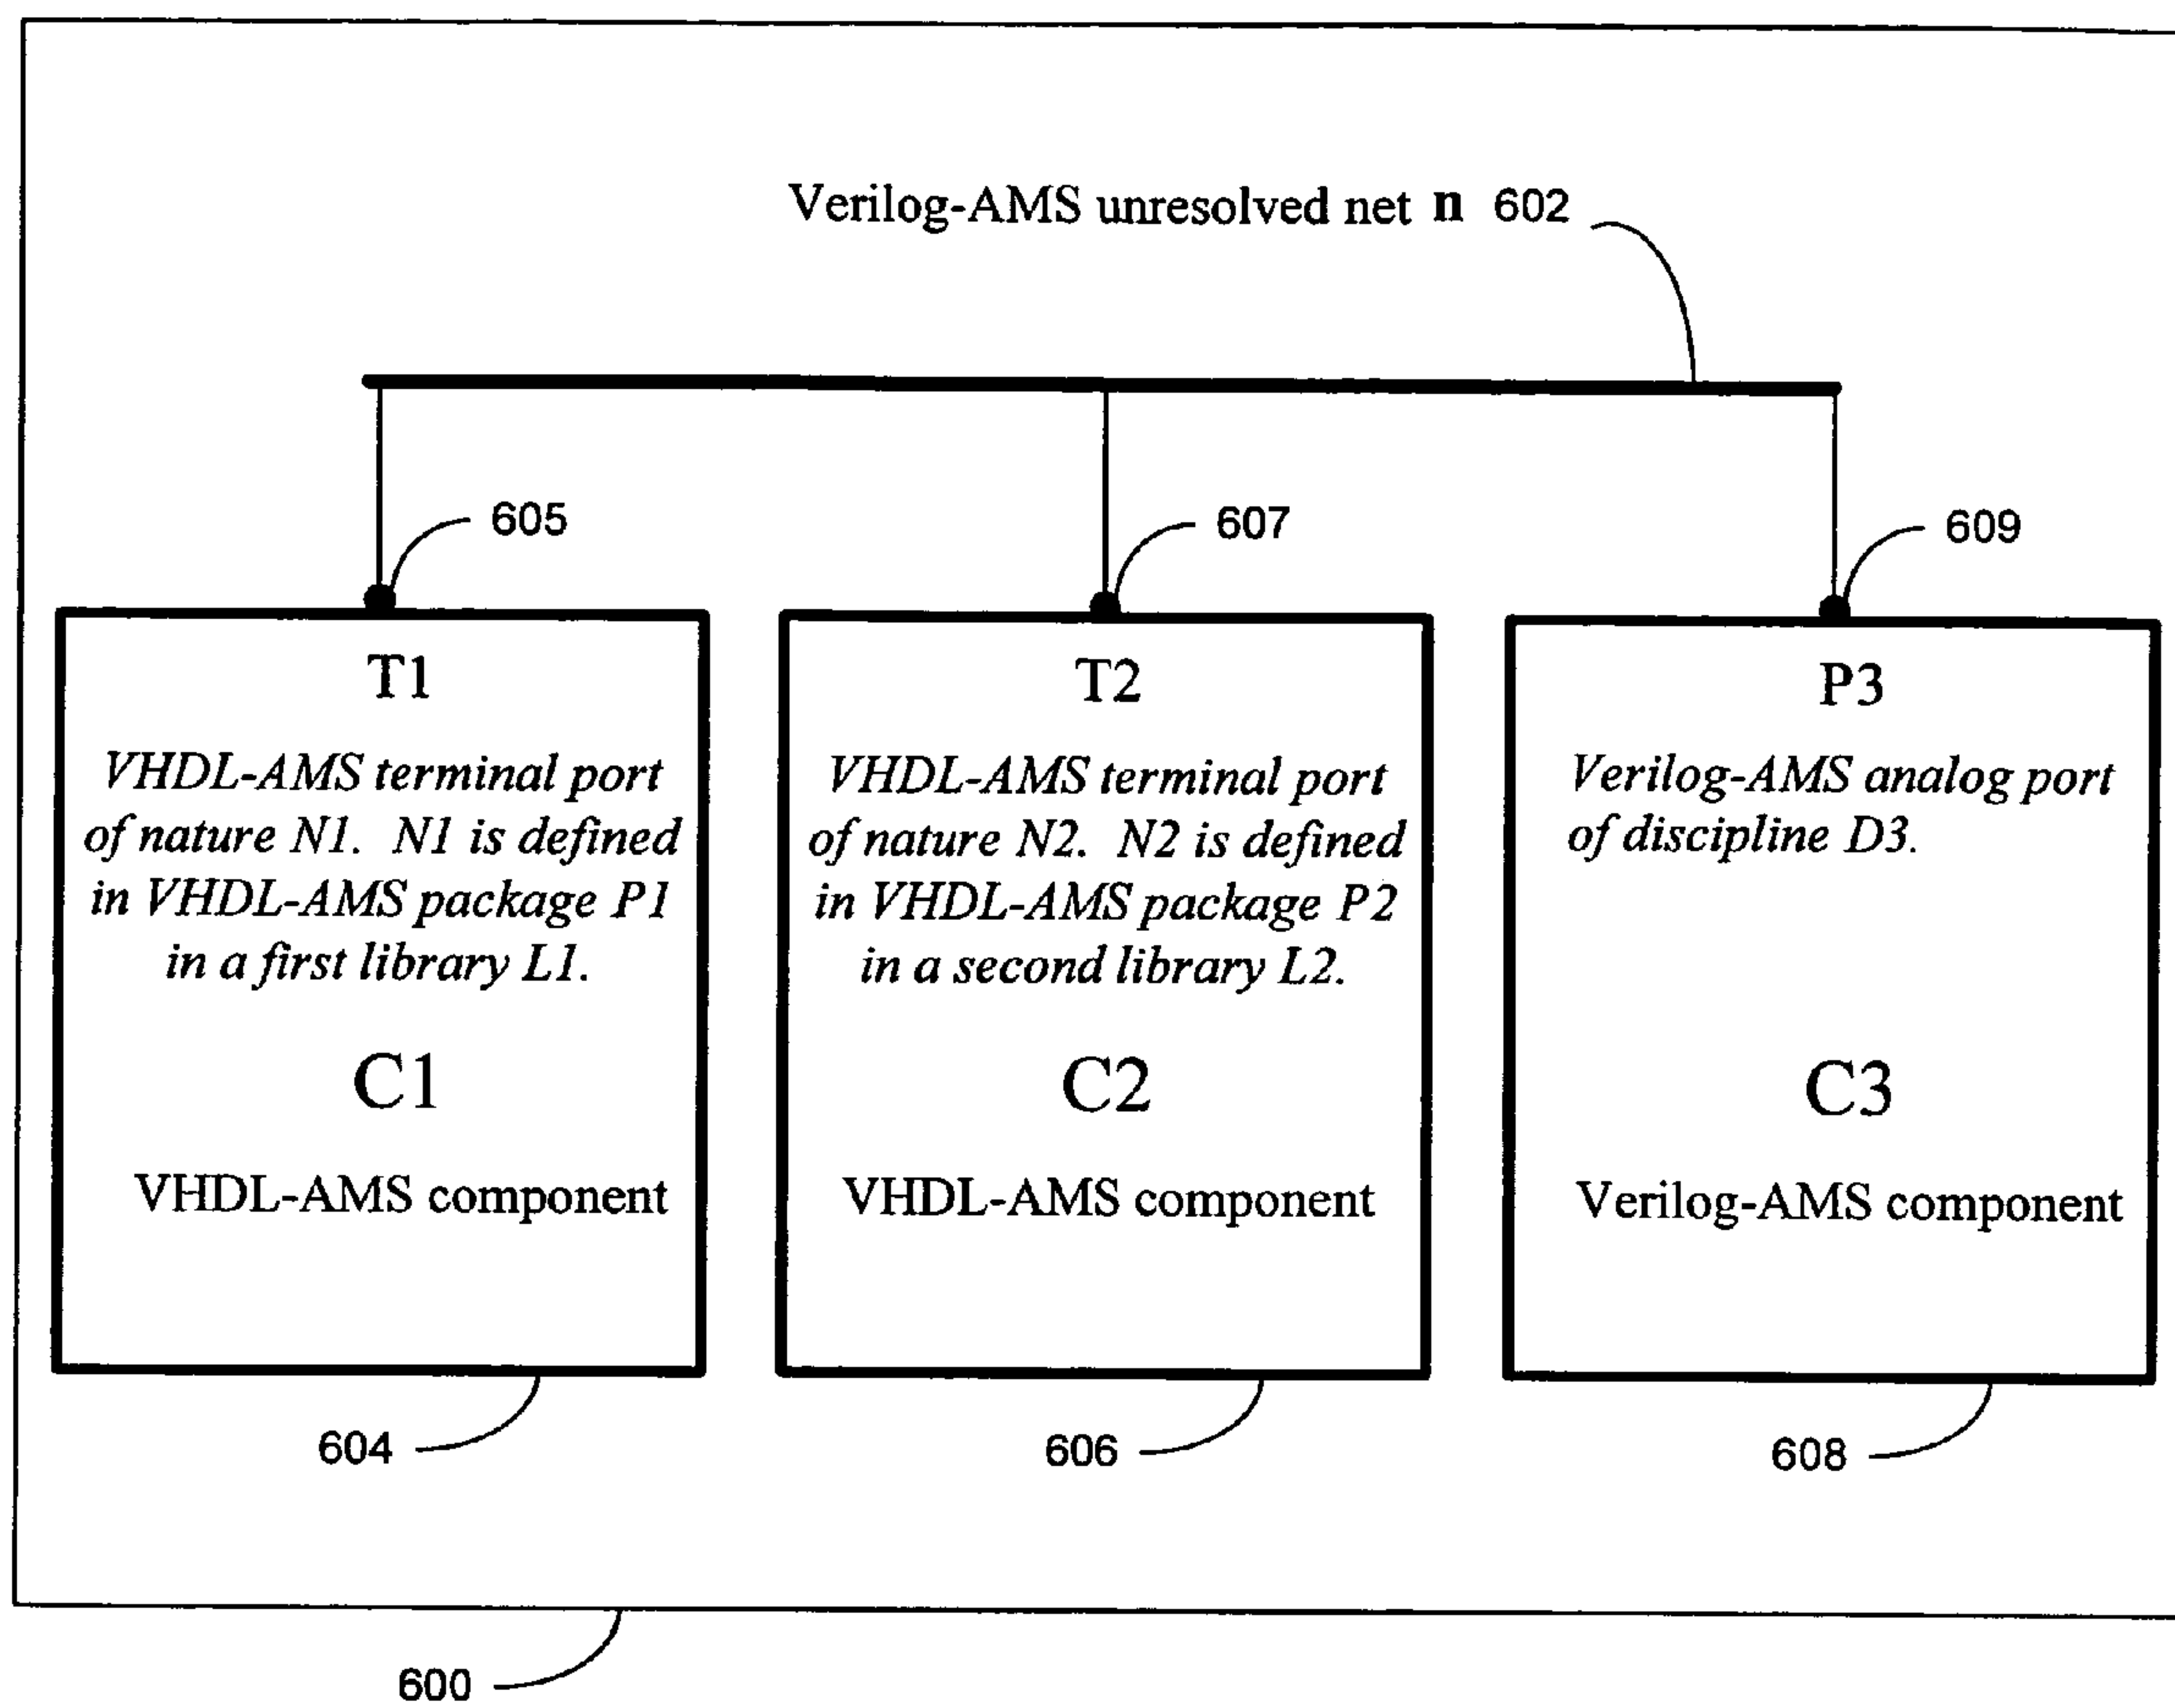 Verilog-AMS unresolved net n 602
605
607
609
T1
VHDL-AMS terminal port
of nature N1. N1 is defined
in VHDL-AMS package P1
in a first library L1.
C1
VHDL-AMS component
T2
VHDL-AMS terminal port
of nature N2. N2 is defined
in VHDL-AMS package P2
in a second library L2.
C2
VHDL-AMS component
P3
Verilog-AMS analog port
of discipline D3.
C3
Verilog-AMS component
604
606
608
600